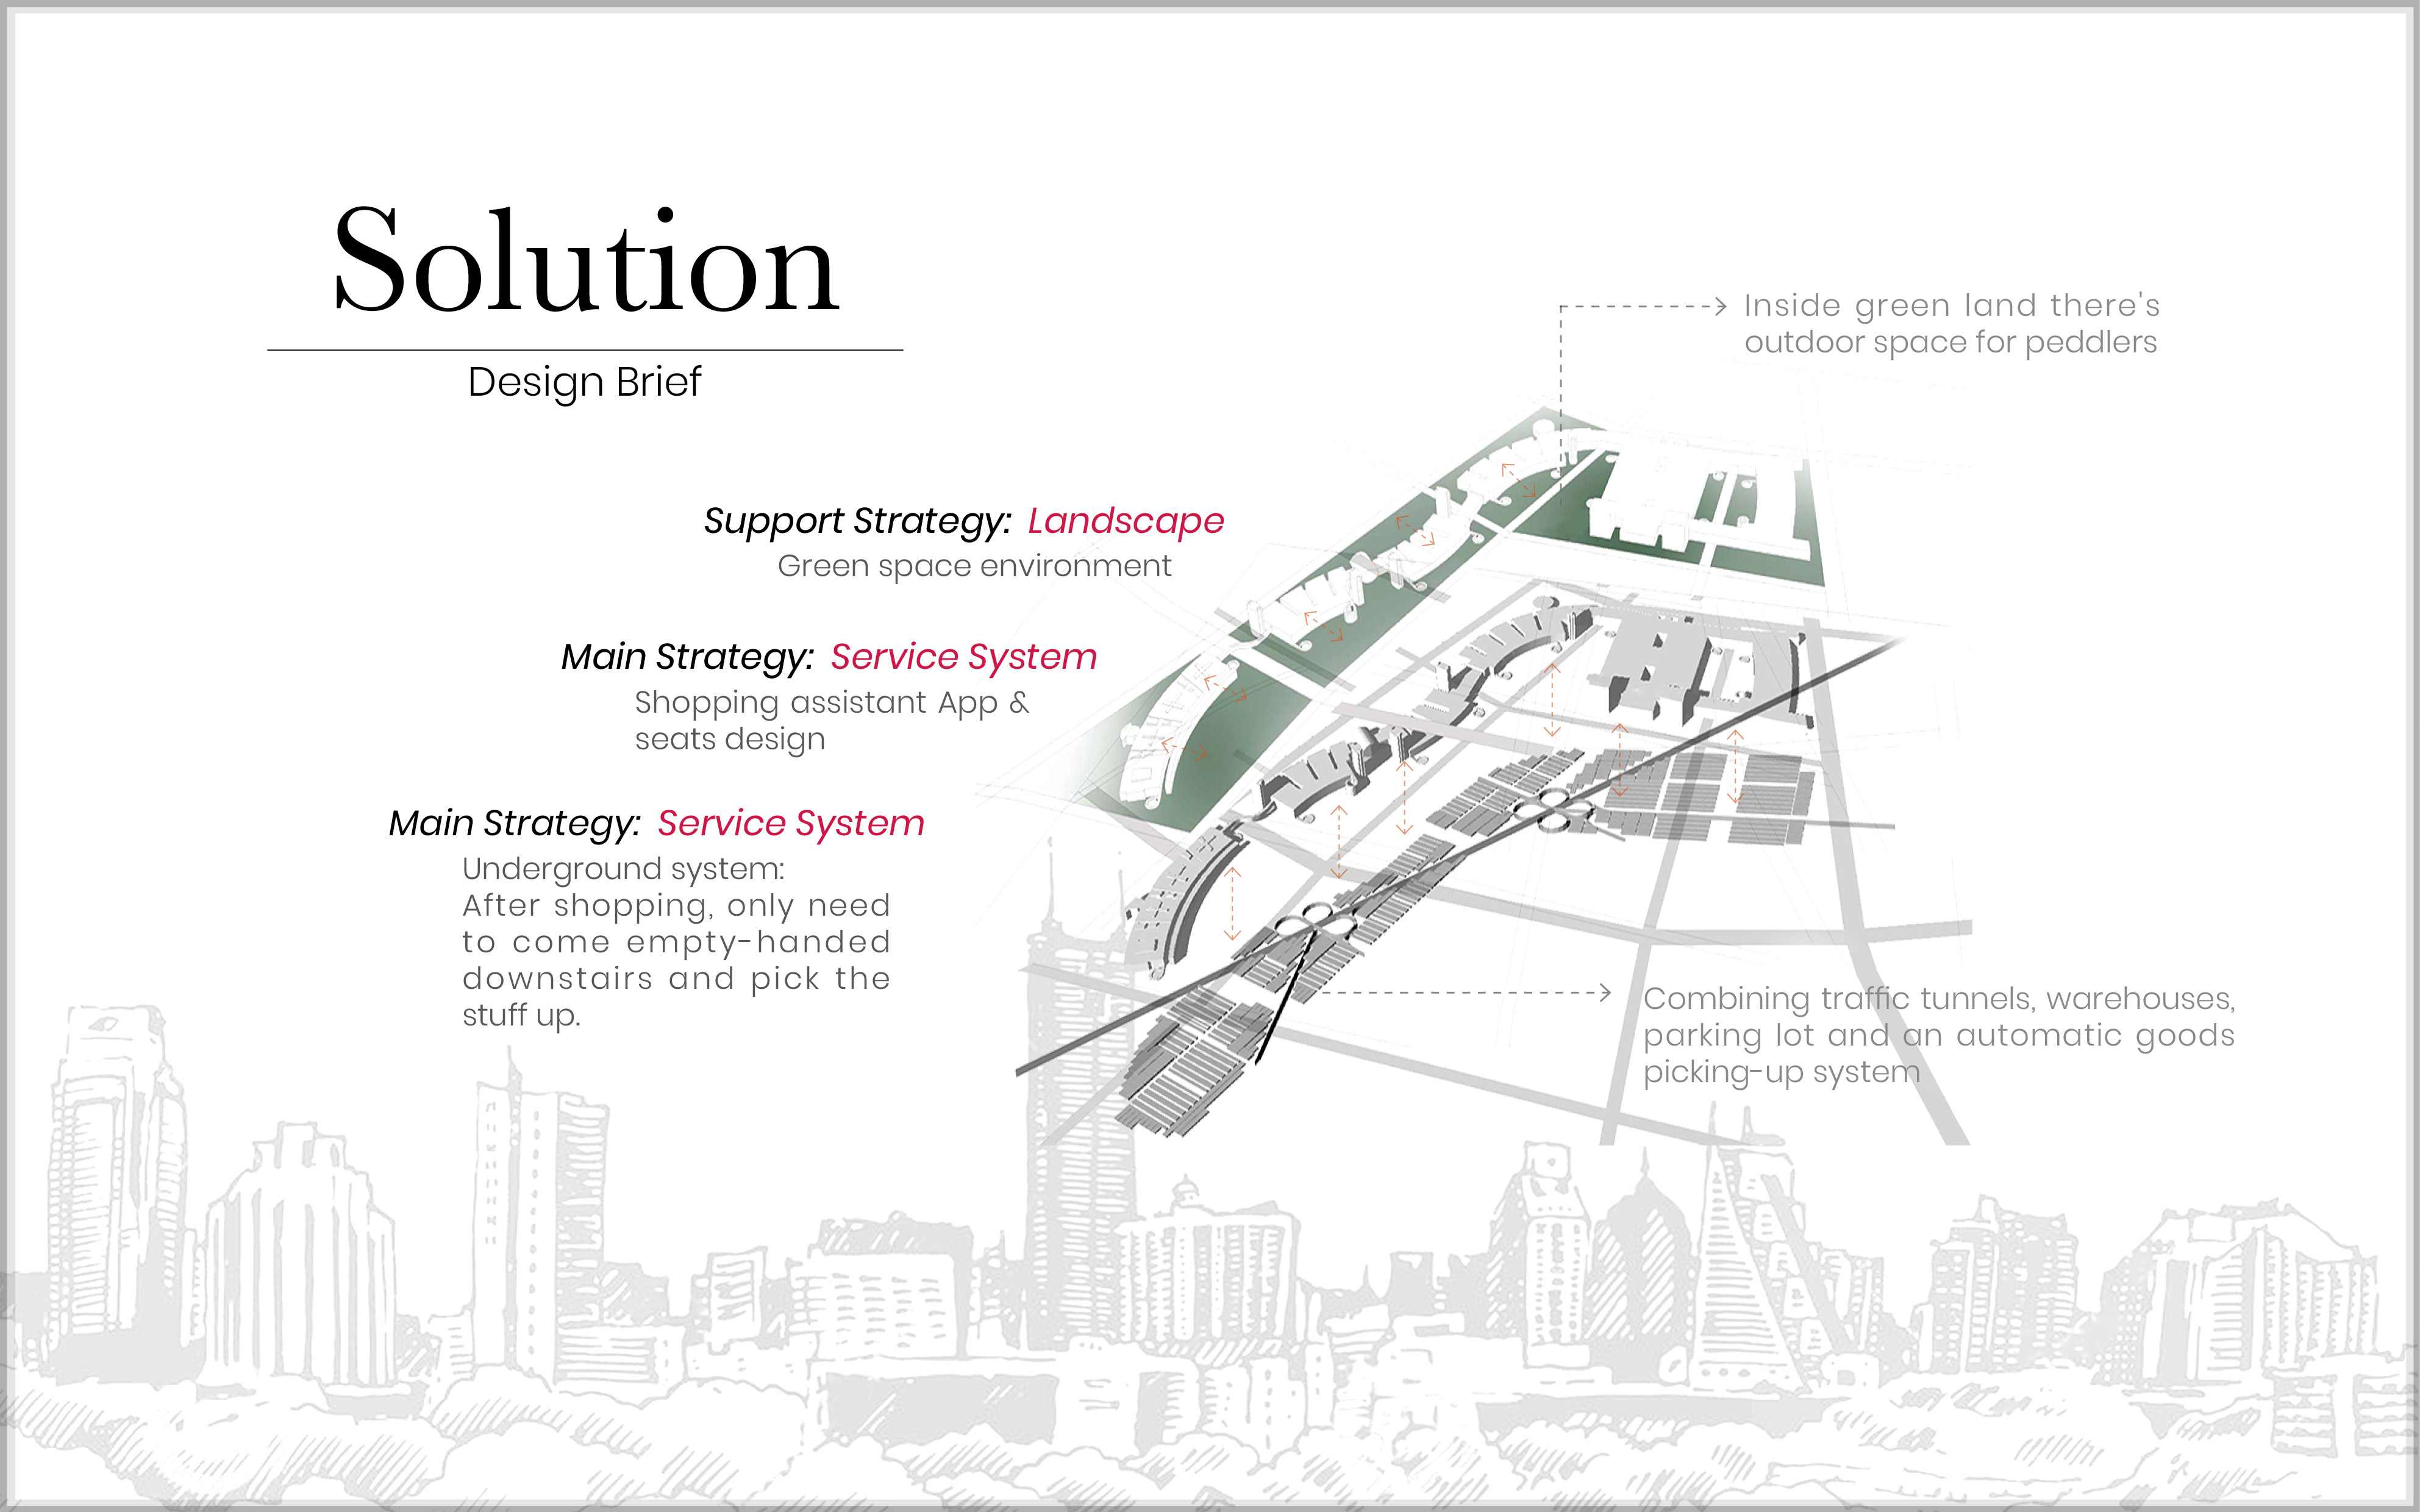 Solution
Design Brief
Support Strategy: Landscape
Green space environment
Main Strategy: Service System
Shopping assistant App &
seats design
Main Strategy: Service System
Underground system:
After shopping, only need
to come empty-handed
downstairs and pick the
stuff up.
Inside green land there's
outdoor space for peddlers
Combining traffic tunnels, warehouses,
parking lot and an automatic goods
picking-up system